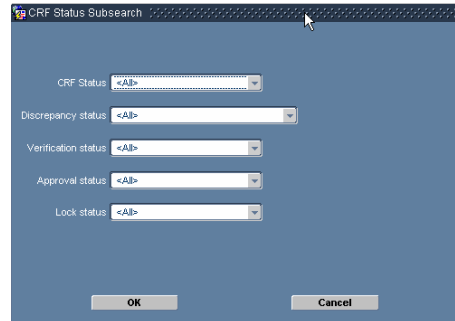 CRF Status Subsearch
CRF Status <All>
Discrepancy status <All>
Verification status <All>
Approval status <All>
Lock status <All>
OK Cancel